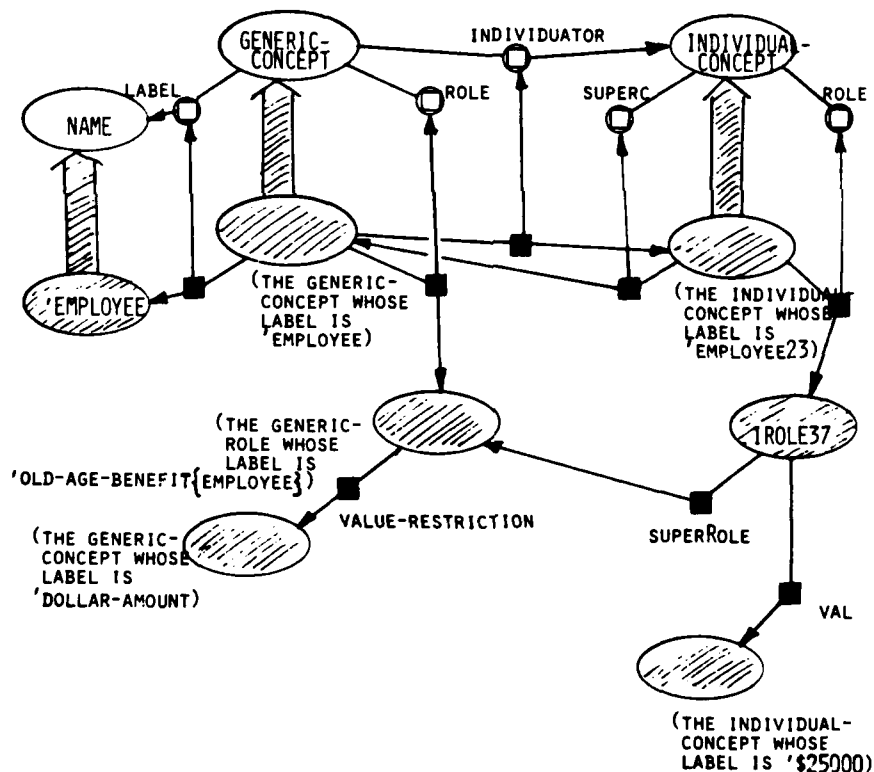 GENERIC-
CONCEPT
INDIVIDUATOR
INDIVIDUAL-
CONCEPT
LABEL
ROLE
SUPERC
ROLE
NAME
'EMPLOYEE
(THE GENERIC-
CONCEPT WHOSE
LABEL IS
'EMPLOYEE)
(THE INDIVIDUAL-
CONCEPT WHOSE
LABEL IS
'EMPLOYEE23)
(THE GENERIC-
ROLE WHOSE
LABEL IS
'OLD-AGE-BENEFIT{EMPLOYEE})
IROLE37
VALUE-RESTRICTION
SUPERROLE
(THE GENERIC-
CONCEPT WHOSE
LABEL IS
'DOLLAR-AMOUNT)
VAL
(THE INDIVIDUAL-
CONCEPT WHOSE
LABEL IS '$25000)